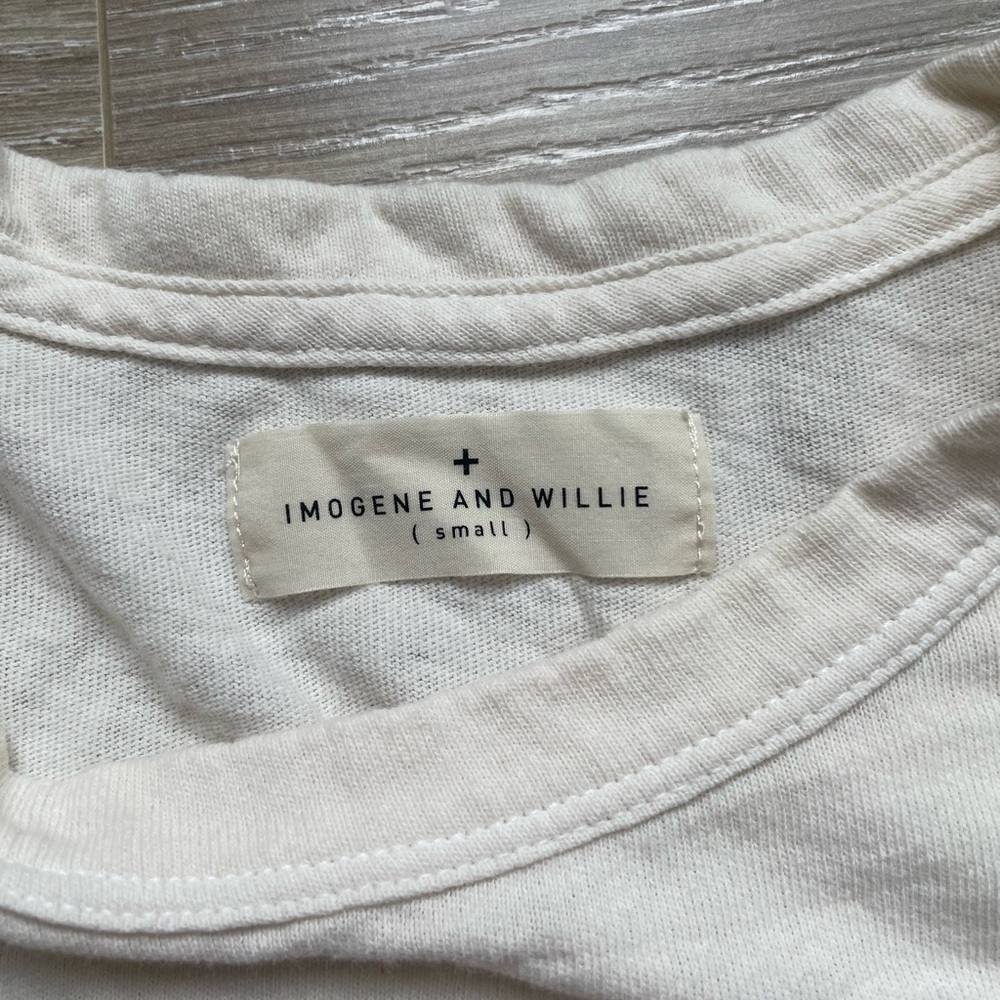 +
IMOGENE AND WILLIE
( small )